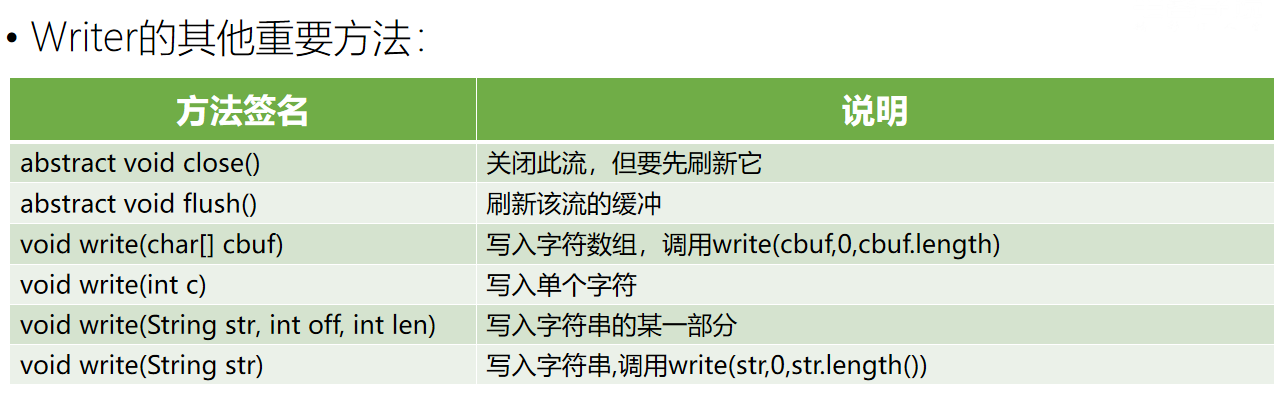 • Writer的其他重要方法：
方法签名 说明
abstract void close() 关闭此流，但要先刷新它
abstract void flush() 刷新该流的缓冲
void write(char[] cbuf) 写入字符数组，调用write(cbuf,0,cbuf.length)
void write(int c) 写入单个字符
void write(String str, int off, int len) 写入字符串的某一部分
void write(String str) 写入字符串,调用write(str,0,str.length())